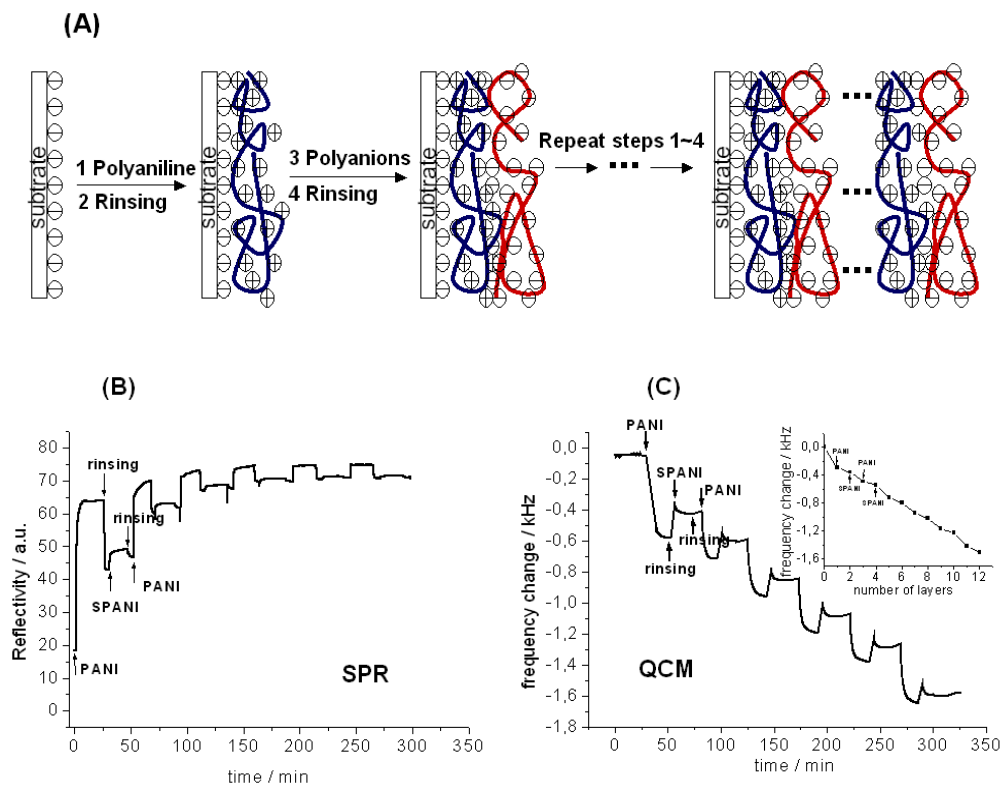 (A)
subtrate
1 Polyaniline
2 Rinsing
subtrate
3 Polyanions
4 Rinsing
subtrate
Repeat steps 1~4
subtrate
(B)
Reflectivity / a.u.
80
70
60
50
40
30
20
10
0
rinsing
rinsing
SPANI
PANI
PANI
SPR
0
50
100
150
200
250
300
350
time / min
(C)
frequency change / kHz
0,0
-0,2
-0,4
-0,6
-0,8
-1,0
-1,2
-1,4
-1,6
-1,8
PANI
SPANI
PANI
rinsing
rinsing
QCM
0
50
100
150
200
250
300
350
time / min
frequency change / kHz
0,0
-0,4
-0,8
-1,2
-1,6
PANI
PANI
SPANI
SPANI
0 2 4 6 8 10 12
number of layers